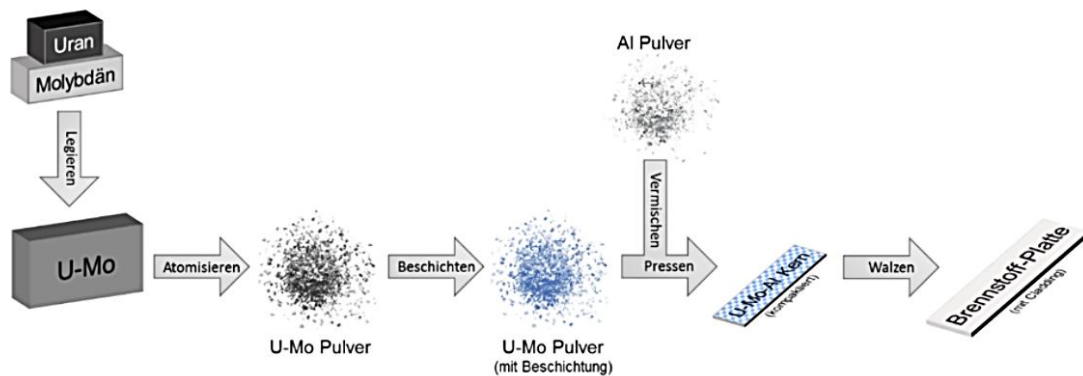 Uran
Molybdän
Legieren
U-Mo
Atomisieren
U-Mo Pulver
Beschichten
U-Mo Pulver
(mit Beschichtung)
Al Pulver
Vermischen
Pressen
U-Mo-Al Kern
(kompaktiert)
Walzen
Brennstoff-Platte
(mit Cladding)